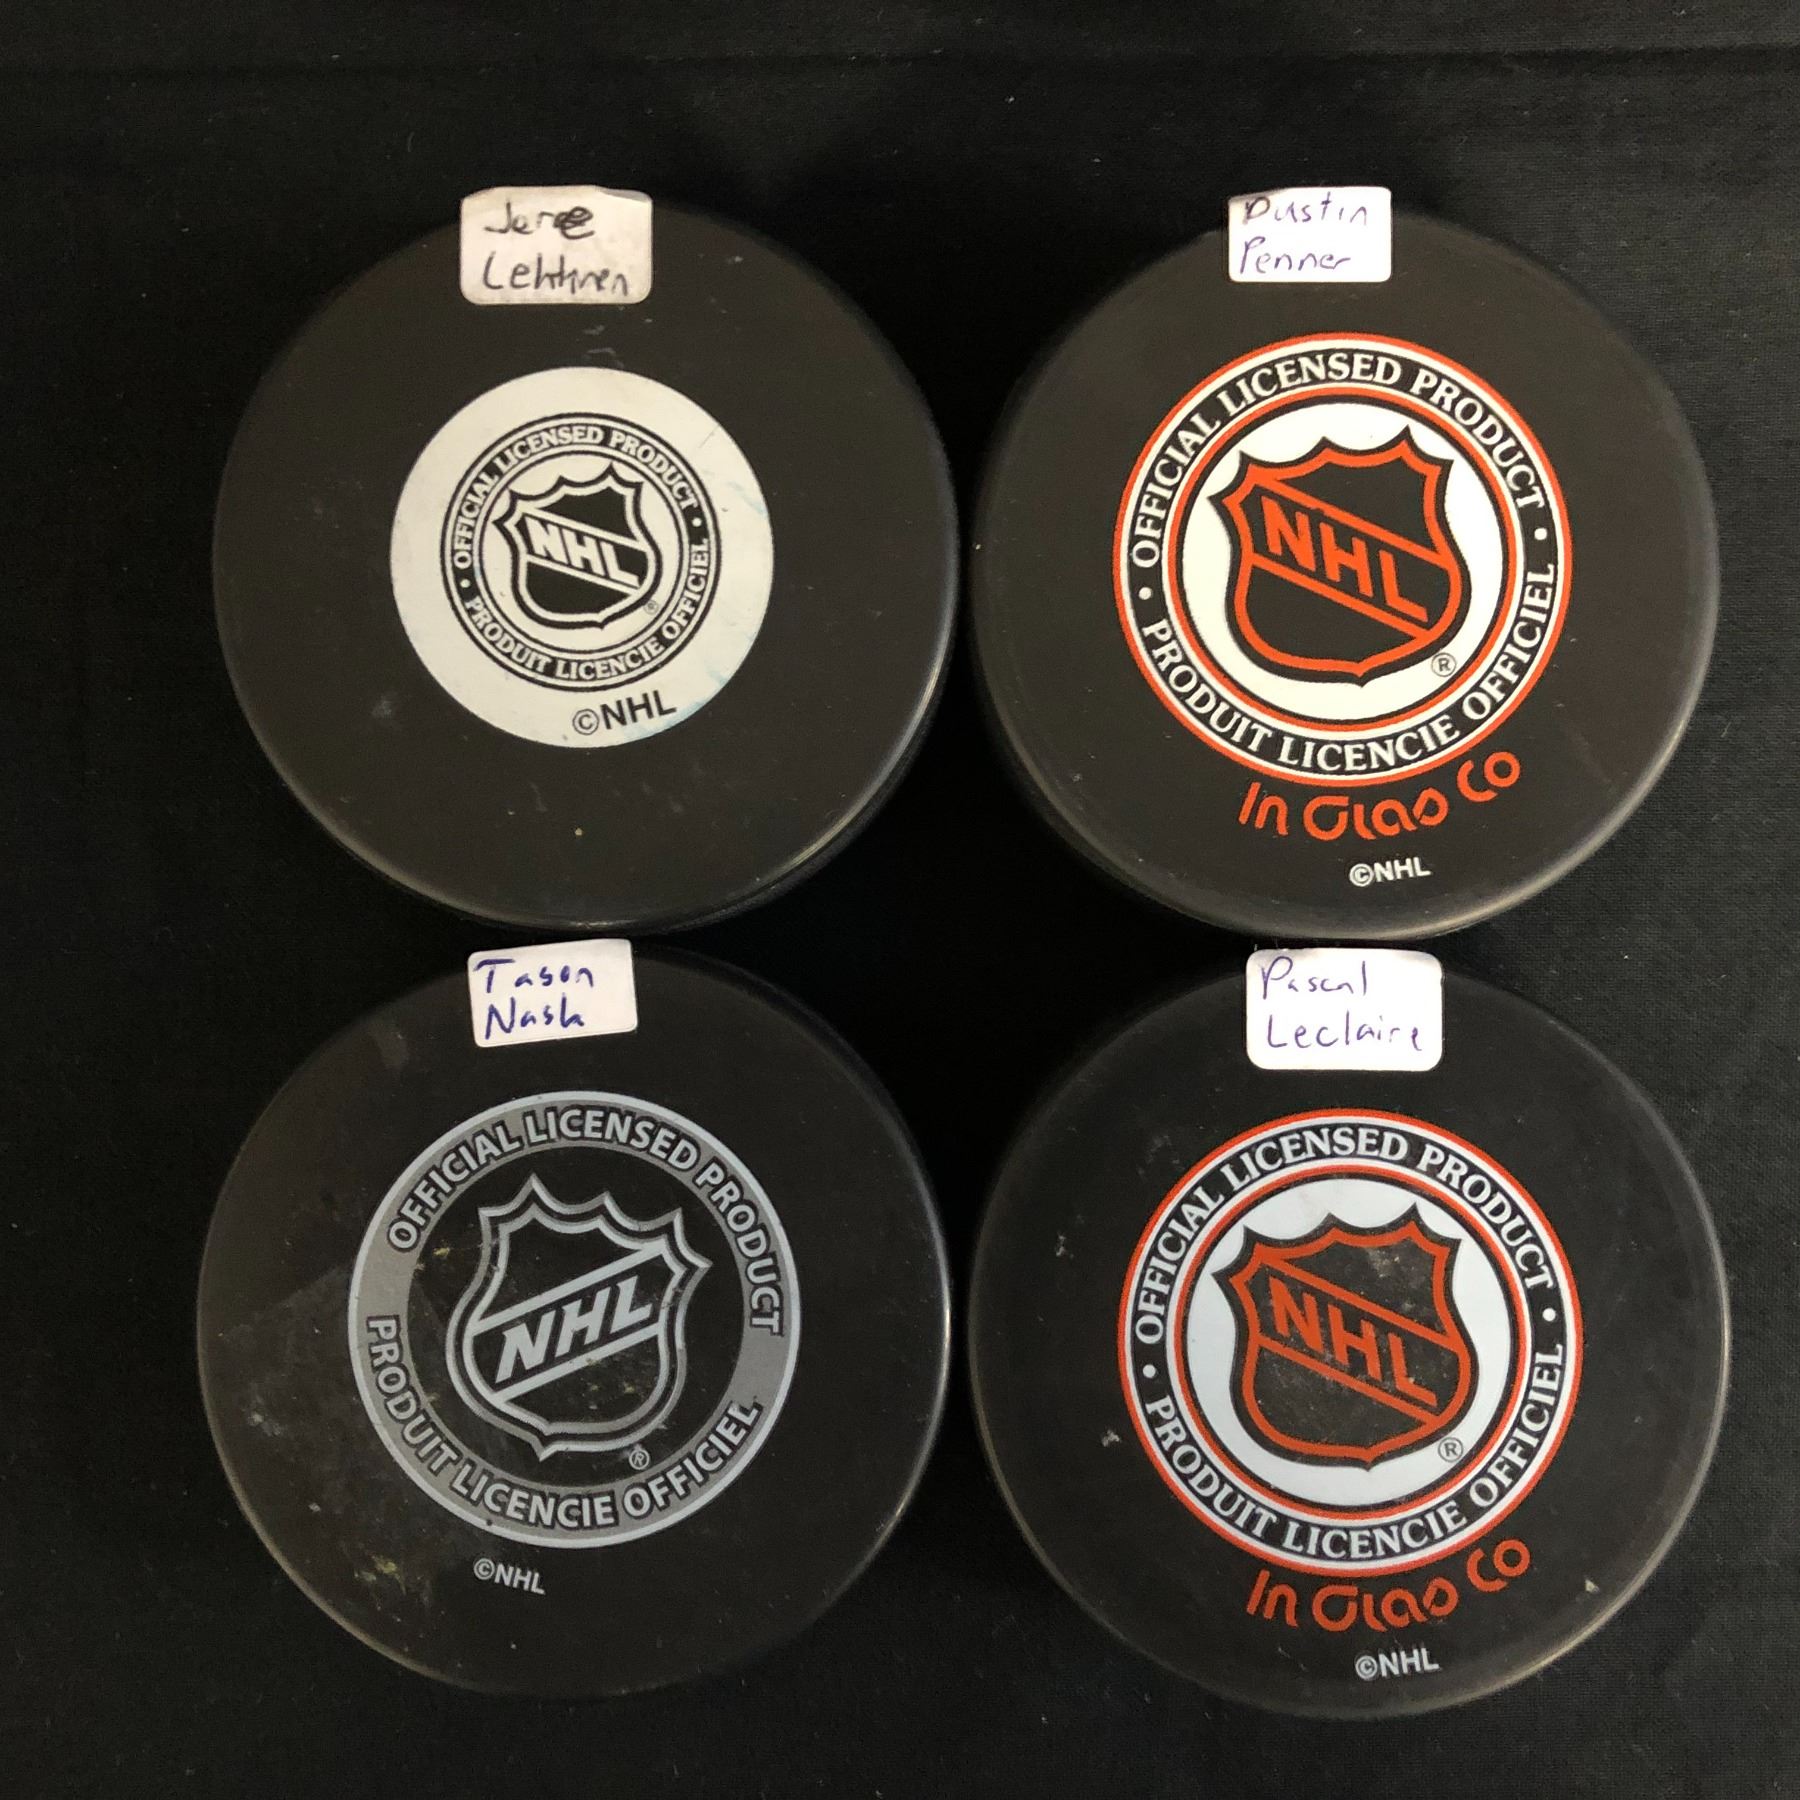 Jere
Lehtinen
OFFICIAL LICENSED PRODUCT
NHL
®
PRODUIT LICENCIE OFFICIEL
©NHL
Dustin
Penner
OFFICIAL LICENSED PRODUCT
NHL
®
PRODUIT LICENCIE OFFICIEL
In Glas Co
©NHL
Tason
Nash
OFFICIAL LICENSED PRODUCT
NHL
®
PRODUIT LICENCIE OFFICIEL
©NHL
Pascal
Leclaire
OFFICIAL LICENSED PRODUCT
NHL
®
PRODUIT LICENCIE OFFICIEL
In Glas Co
©NHL